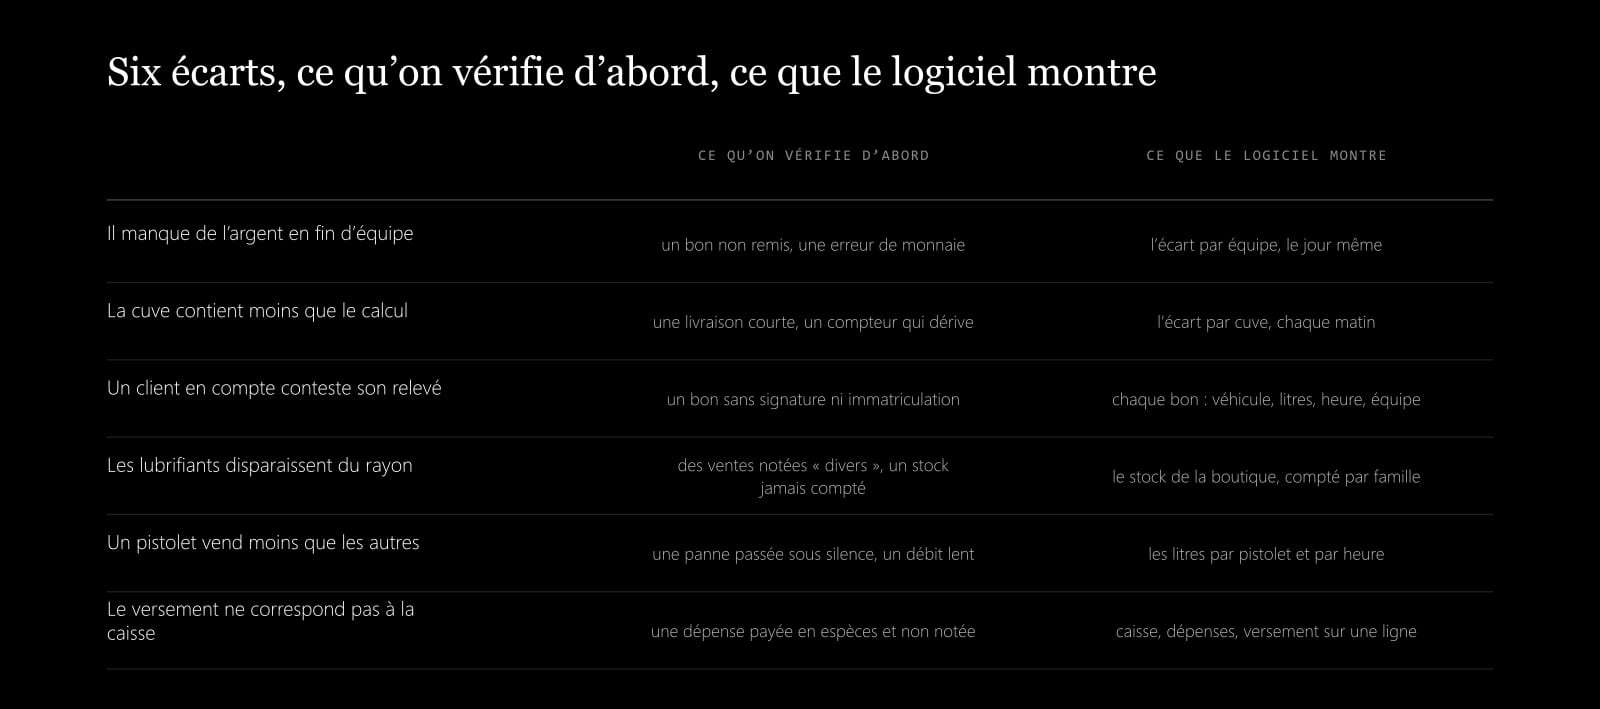 Six écarts, ce qu’on vérifie d’abord, ce que le logiciel montre
CE QU’ON VÉRIFIE D’ABORD
CE QUE LE LOGICIEL MONTRE
Il manque de l’argent en fin d’équipe
un bon non remis, une erreur de monnaie
l’écart par équipe, le jour même
La cuve contient moins que le calcul
une livraison courte, un compteur qui dérive
l’écart par cuve, chaque matin
Un client en compte conteste son relevé
un bon sans signature ni immatriculation
chaque bon : véhicule, litres, heure, équipe
Les lubrifiants disparaissent du rayon
des ventes notées « divers », un stock
jamais compté
le stock de la boutique, compté par famille
Un pistolet vend moins que les autres
une panne passée sous silence, un débit lent
les litres par pistolet et par heure
Le versement ne correspond pas à la
caisse
une dépense payée en espèces et non notée
caisse, dépenses, versement sur une ligne